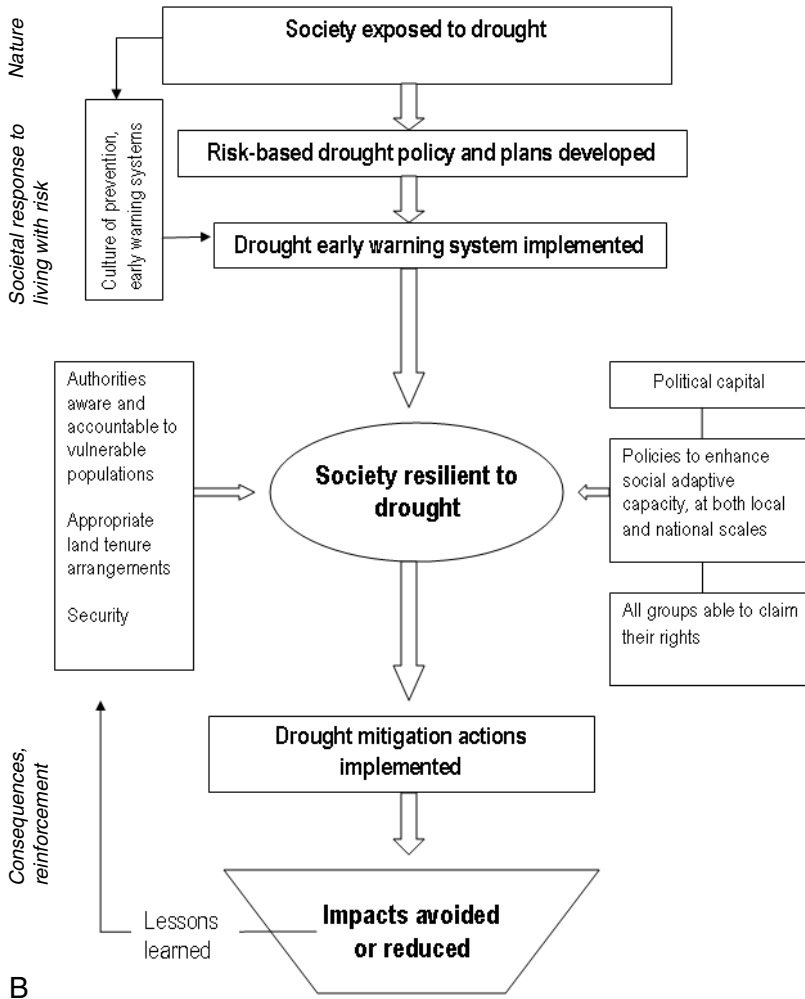 Nature
Society exposed to drought
Societal response to
living with risk
Culture of prevention,
early warning systems
Risk-based drought policy and plans developed
Drought early warning system implemented
Authorities
aware and
accountable to
vulnerable
populations
Appropriate
land tenure
arrangements
Security
Society resilient to
drought
Political capital
Policies to enhance
social adaptive
capacity, at both local
and national scales
All groups able to claim
their rights
Consequences,
reinforcement
Drought mitigation actions
implemented
Impacts avoided
or reduced
Lessons
learned
B